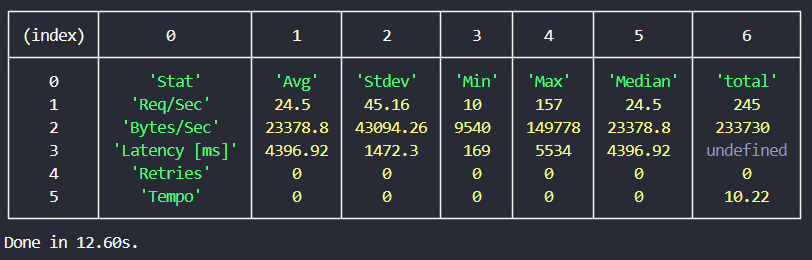 (index) 0 1 2 3 4 5 6
0 'Stat' 'Avg' 'Stdev' 'Min' 'Max' 'Median' 'total'
1 'Req/Sec' 24.5 45.16 10 157 24.5 245
2 'Bytes/Sec' 23378.8 43094.26 9540 149778 23378.8 233730
3 'Latency [ms]' 4396.92 1472.3 169 5534 4396.92 undefined
4 'Retries' 0 0 0 0 0 0
5 'Tempo' 0 0 0 0 0 10.22
Done in 12.60s.